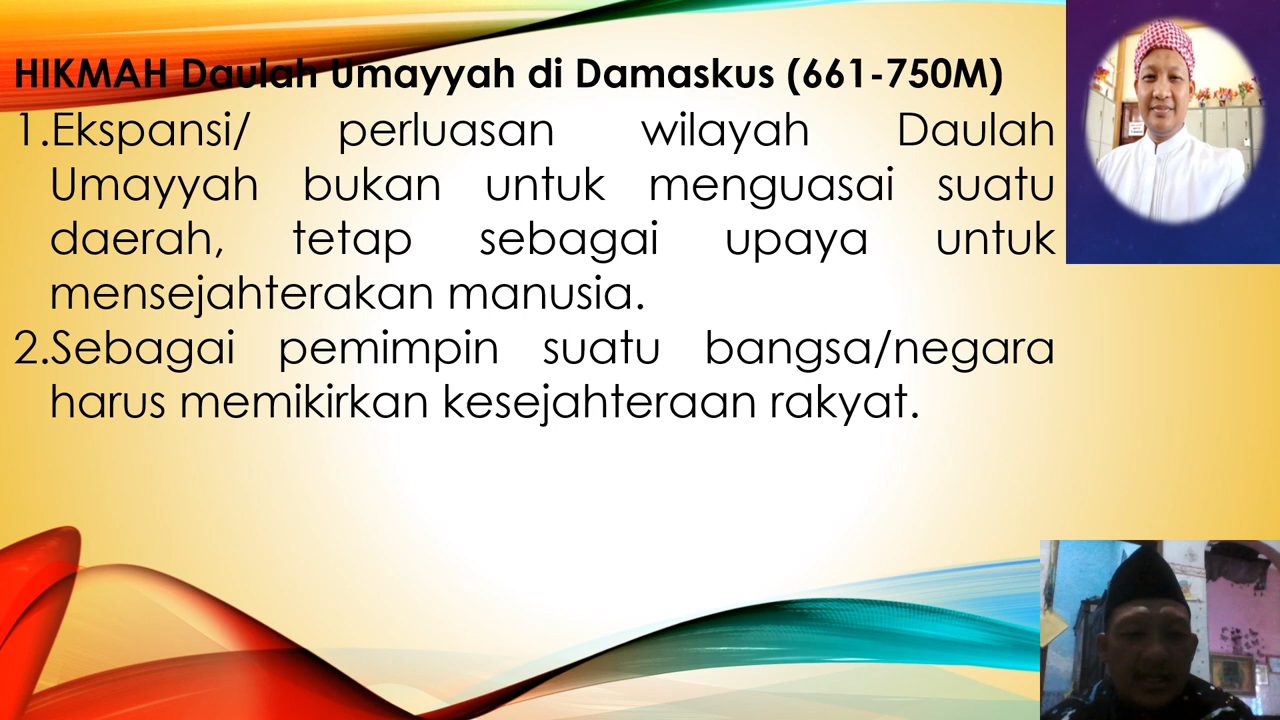 HIKMAH Daulah Umayyah di Damaskus (661-750M)
1.Ekspansi/ perluasan wilayah Daulah
Umayyah bukan untuk menguasai suatu
daerah, tetap sebagai upaya untuk
mensejahterakan manusia.
2.Sebagai pemimpin suatu bangsa/negara
harus memikirkan kesejahteraan rakyat.